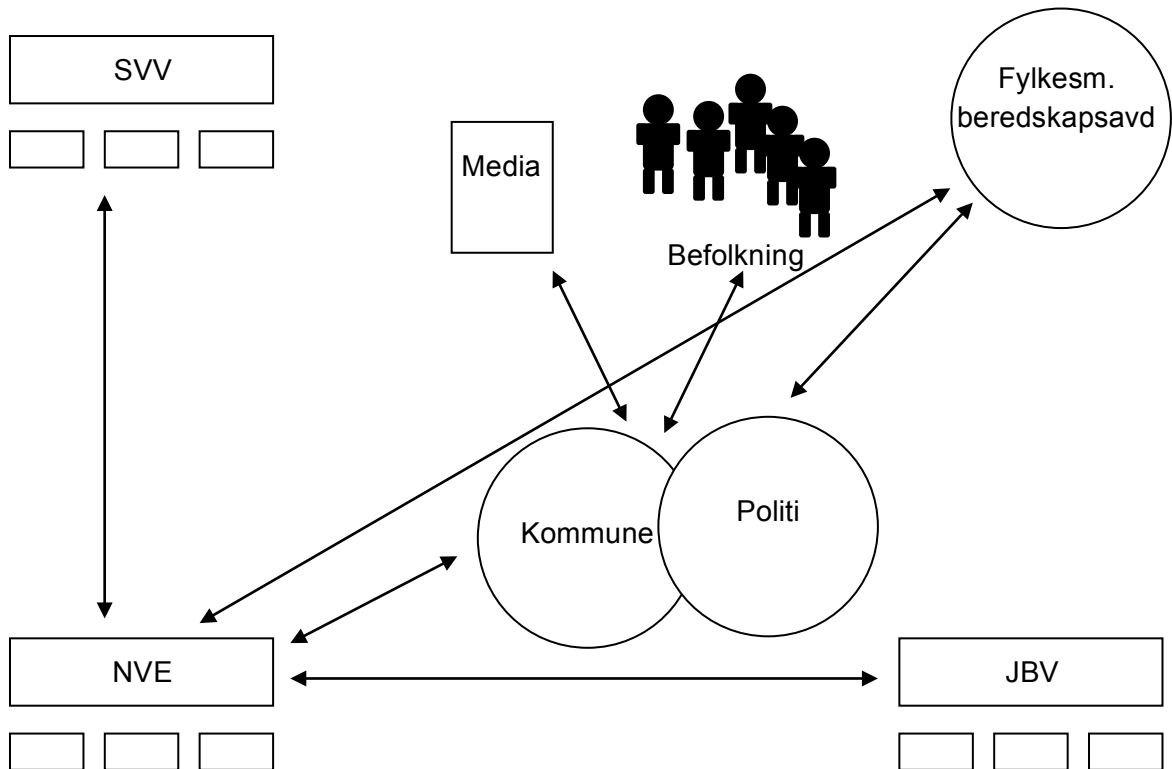 SVV
Fylkesm.
beredskapsavd
Media
Befolkning
Politi
Kommune
NVE
JBV